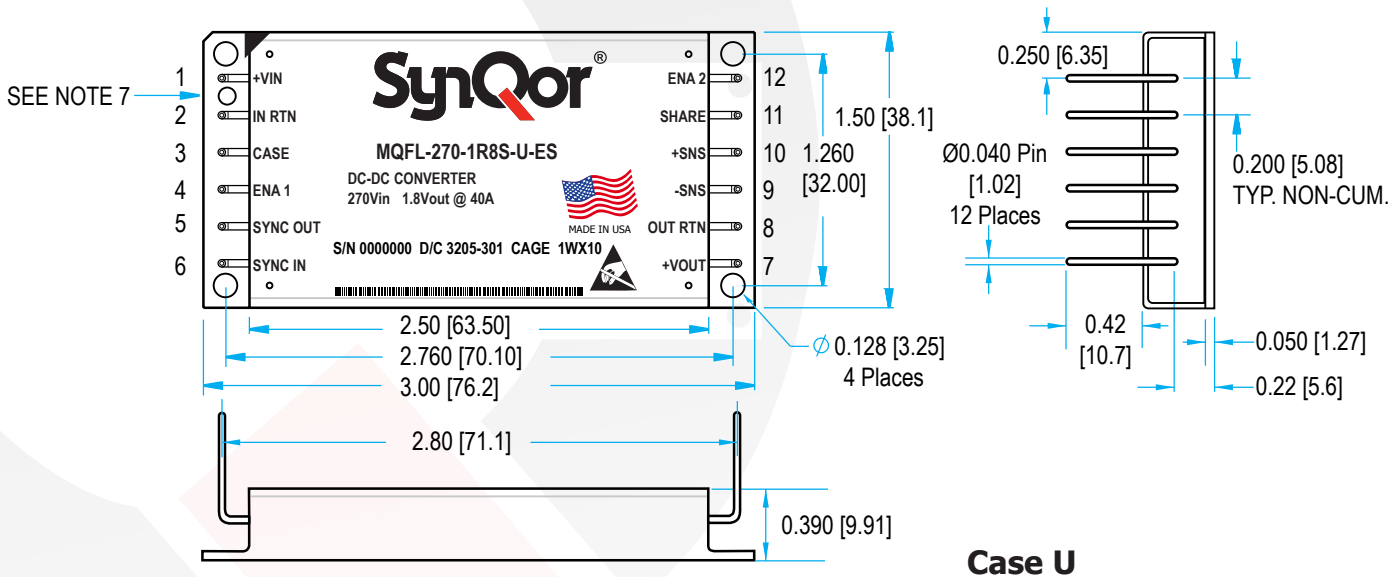 SynQor®
MQFL-270-1R8S-U-ES
DC-DC CONVERTER
270Vin 1.8Vout @ 40A
MADE IN USA
S/N 0000000 D/C 3205-301 CAGE 1WX10
SEE NOTE 7
1 +VIN
2 IN RTN
3 CASE
4 ENA 1
5 SYNC OUT
6 SYNC IN
ENA 2 12
SHARE 11
+SNS 10
-SNS 9
OUT RTN 8
+VOUT 7
1.50 [38.1]
1.260
[32.00]
2.50 [63.50]
2.760 [70.10]
3.00 [76.2]
Ø 0.128 [3.25]
4 Places
0.250 [6.35]
Ø0.040 Pin
[1.02]
12 Places
0.200 [5.08]
TYP. NON-CUM.
0.42
[10.7]
0.050 [1.27]
0.22 [5.6]
2.80 [71.1]
0.390 [9.91]
Case U